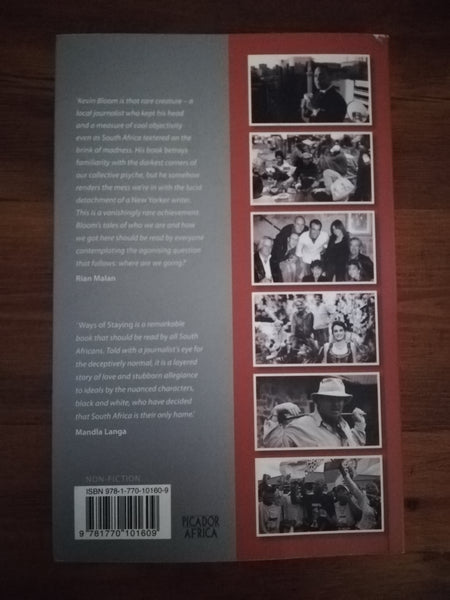 'Kevin Bloom is that rare creature – a
local journalist who kept his head
and a measure of cool objectivity
even as South Africa teetered on the
brink of madness. His book betrays
familiarity with the darkest corners of
our collective psyche, but he somehow
renders the mess we're in with the lucid
detachment of a New Yorker writer.
This is a vanishingly rare achievement.
Bloom's tales of who we are and how
we got here should be read by everyone
contemplating the agonising question
that follows: where are we going?'
Rian Malan
'Ways of Staying is a remarkable
book that should be read by all South
Africans. Told with a journalist's eye for
the deceptively normal, it is a layered
story of love and stubborn allegiance
to ideals by the nuanced characters,
black and white, who have decided
that South Africa is their only home.'
Mandla Langa
NON-FICTION
ISBN 978-1-770-10160-9
9 781770 101609
PICADOR
AFRICA